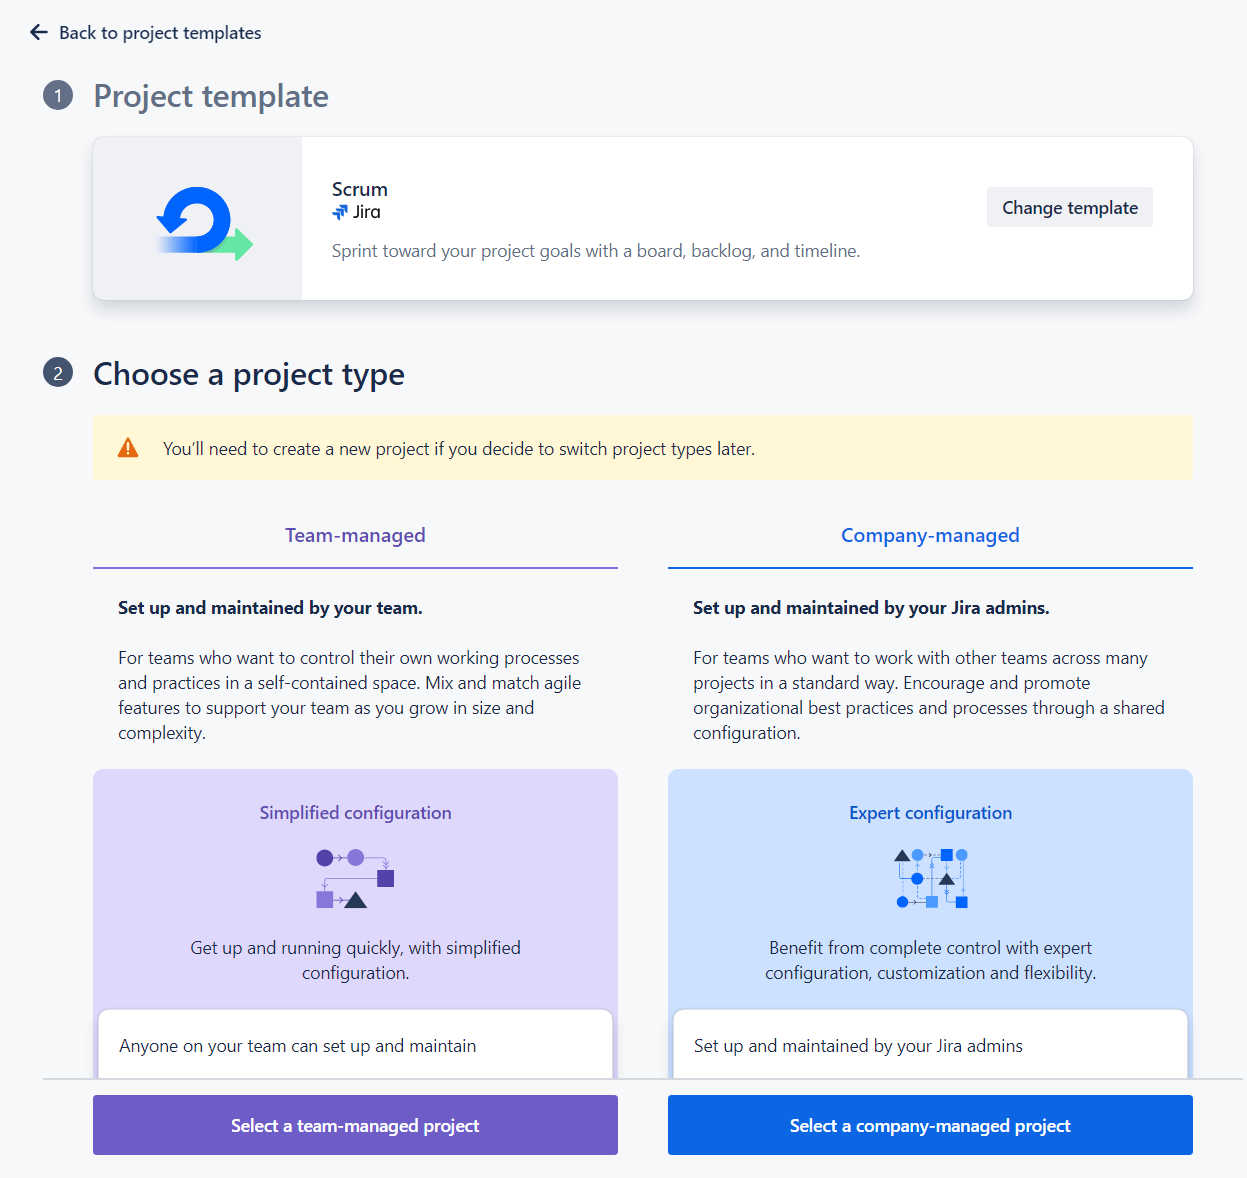 Back to project templates
1 Project template
Scrum
Jira
Change template
Sprint toward your project goals with a board, backlog, and timeline.
2 Choose a project type
You’ll need to create a new project if you decide to switch project types later.
Team-managed
Set up and maintained by your team.
For teams who want to control their own working processes
and practices in a self-contained space. Mix and match agile
features to support your team as you grow in size and
complexity.
Simplified configuration
Get up and running quickly, with simplified
configuration.
Anyone on your team can set up and maintain
Select a team-managed project
Company-managed
Set up and maintained by your Jira admins.
For teams who want to work with other teams across many
projects in a standard way. Encourage and promote
organizational best practices and processes through a shared
configuration.
Expert configuration
Benefit from complete control with expert
configuration, customization and flexibility.
Set up and maintained by your Jira admins
Select a company-managed project